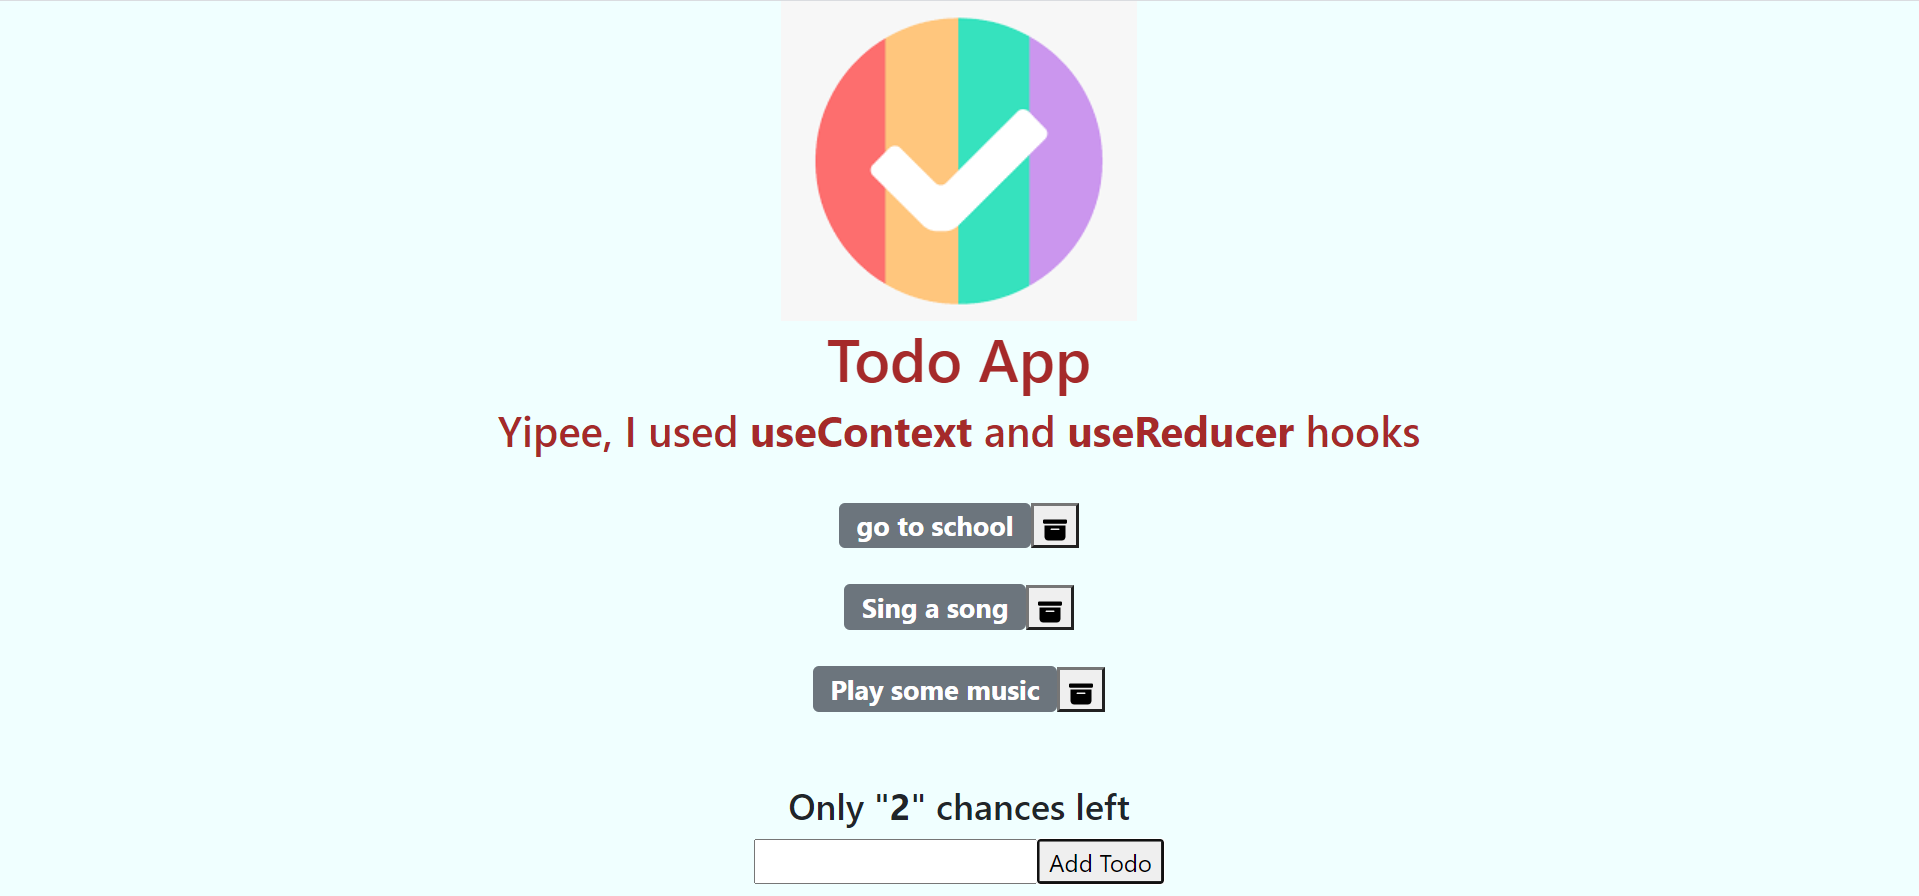 Todo App
Yipee, I used useContext and useReducer hooks
go to school
Sing a song
Play some music
Only "2" chances left
Add Todo